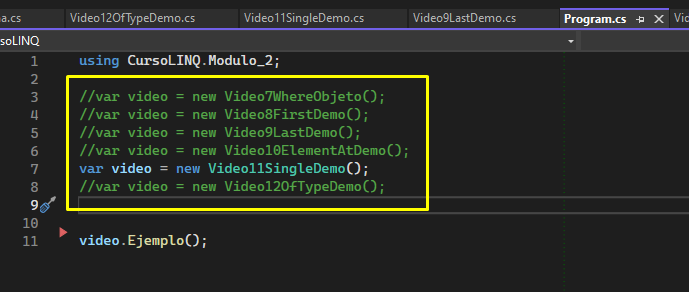 a.cs Video12OfTypeDemo.cs Video11SingleDemo.cs Video9LastDemo.cs Program.cs Vid
soLINQ
1 using CursoLINQ.Modulo_2;
2
3 //var video = new Video7WhereObjeto();
4 //var video = new Video8FirstDemo();
5 //var video = new Video9LastDemo();
6 //var video = new Video10ElementAtDemo();
7 var video = new Video11SingleDemo();
8 //var video = new Video12OfTypeDemo();
9
10
11 video.Ejemplo();